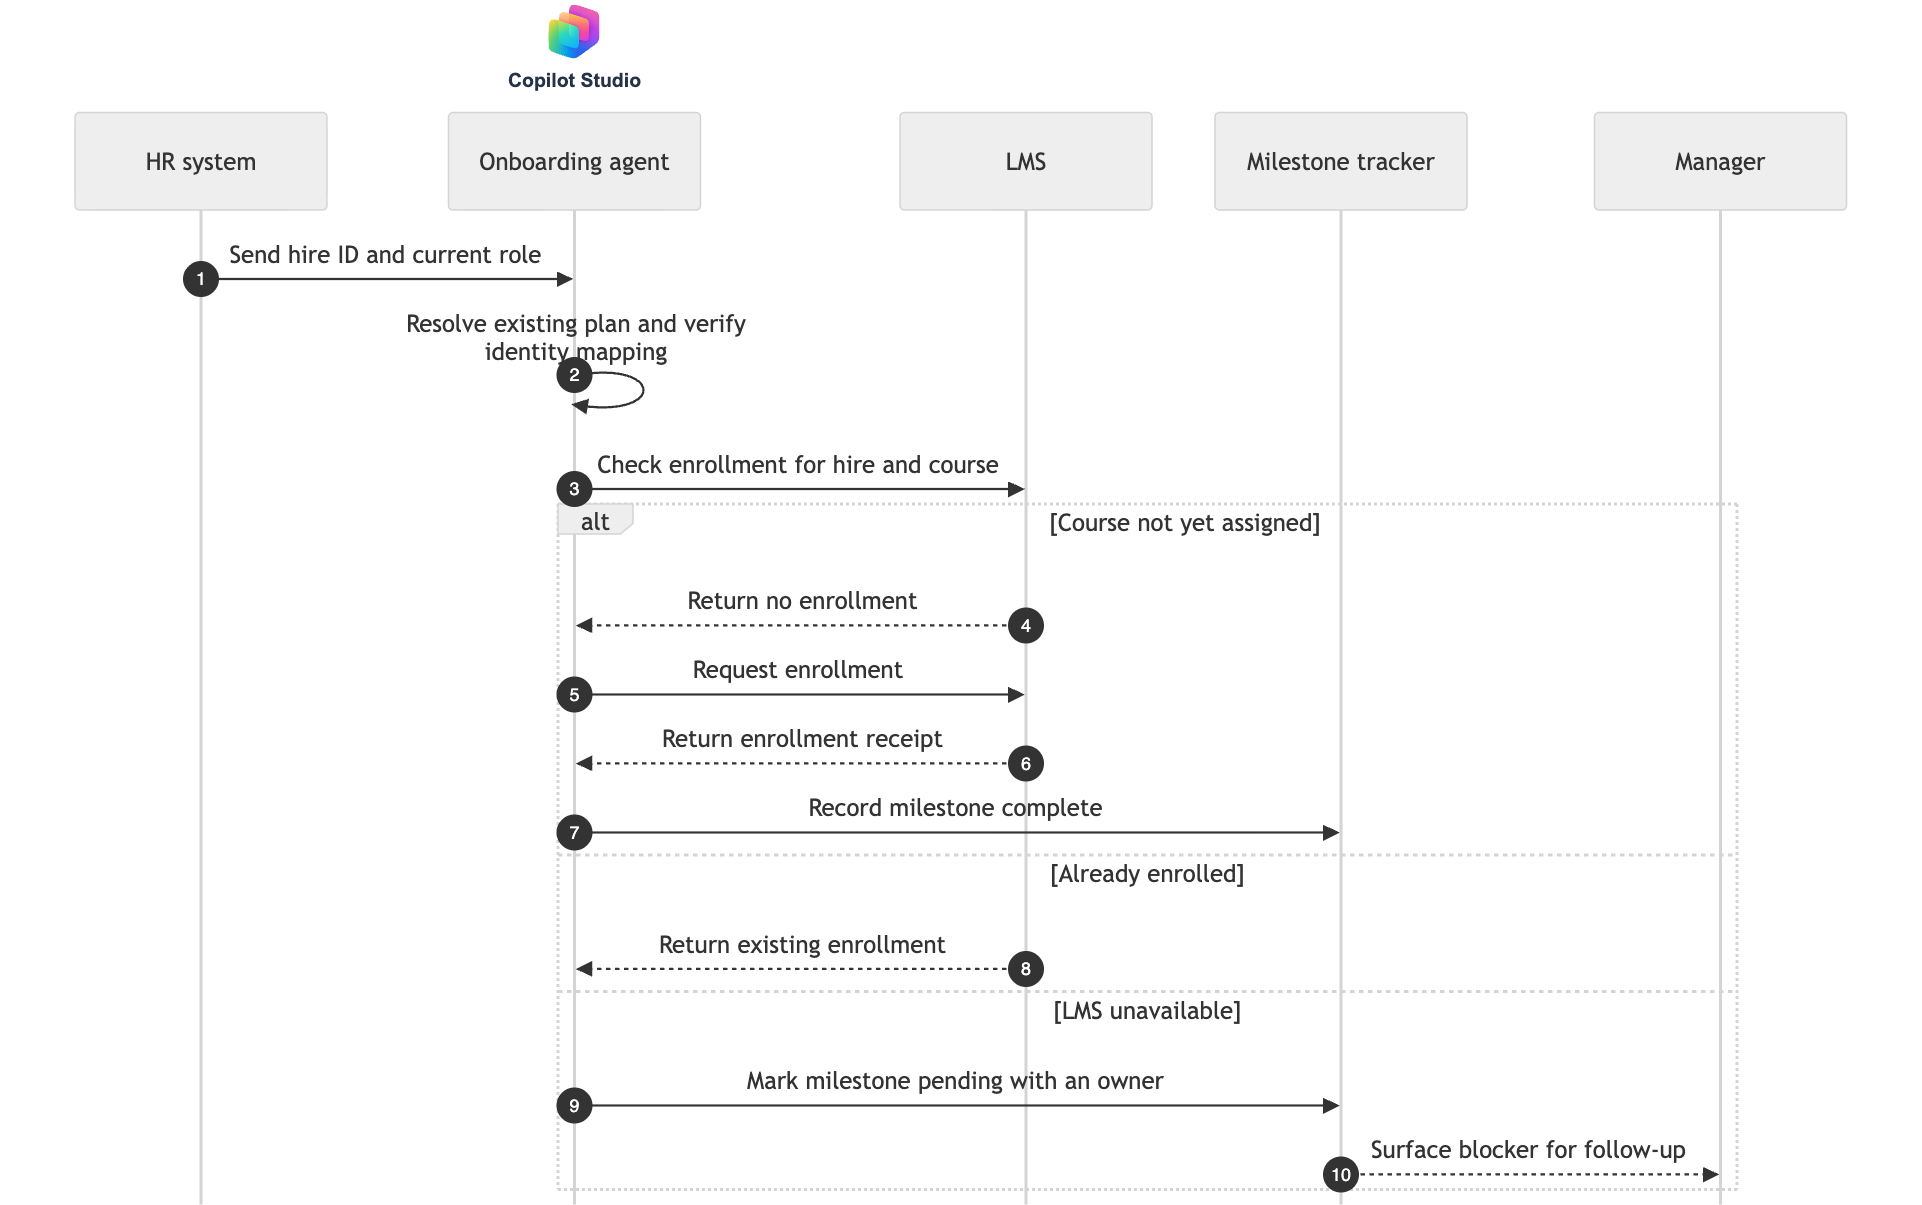 Copilot Studio
HR system
Onboarding agent
LMS
Milestone tracker
Manager
Send hire ID and current role
1
Resolve existing plan and verify
identity mapping
2
Check enrollment for hire and course
3
alt
[Course not yet assigned]
Return no enrollment
4
Request enrollment
5
Return enrollment receipt
6
Record milestone complete
7
[Already enrolled]
Return existing enrollment
8
[LMS unavailable]
Mark milestone pending with an owner
9
Surface blocker for follow-up
10